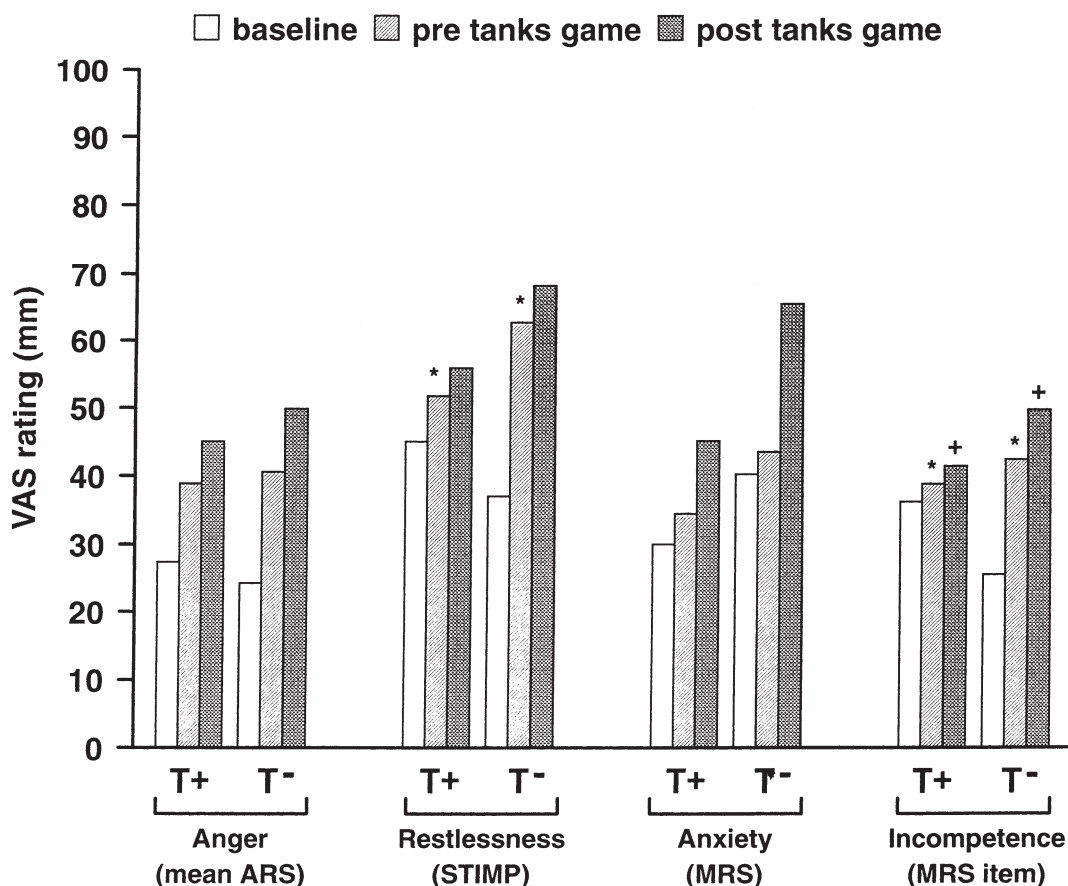 baseline pre tanks game post tanks game
100
90
80
70
60
50
40
30
20
10
0
VAS rating (mm)
* * * + * +
T+ T- T+ T- T+ T- T+ T-
Anger Restlessness Anxiety Incompetence
(mean ARS) (STIMP) (MRS) (MRS item)